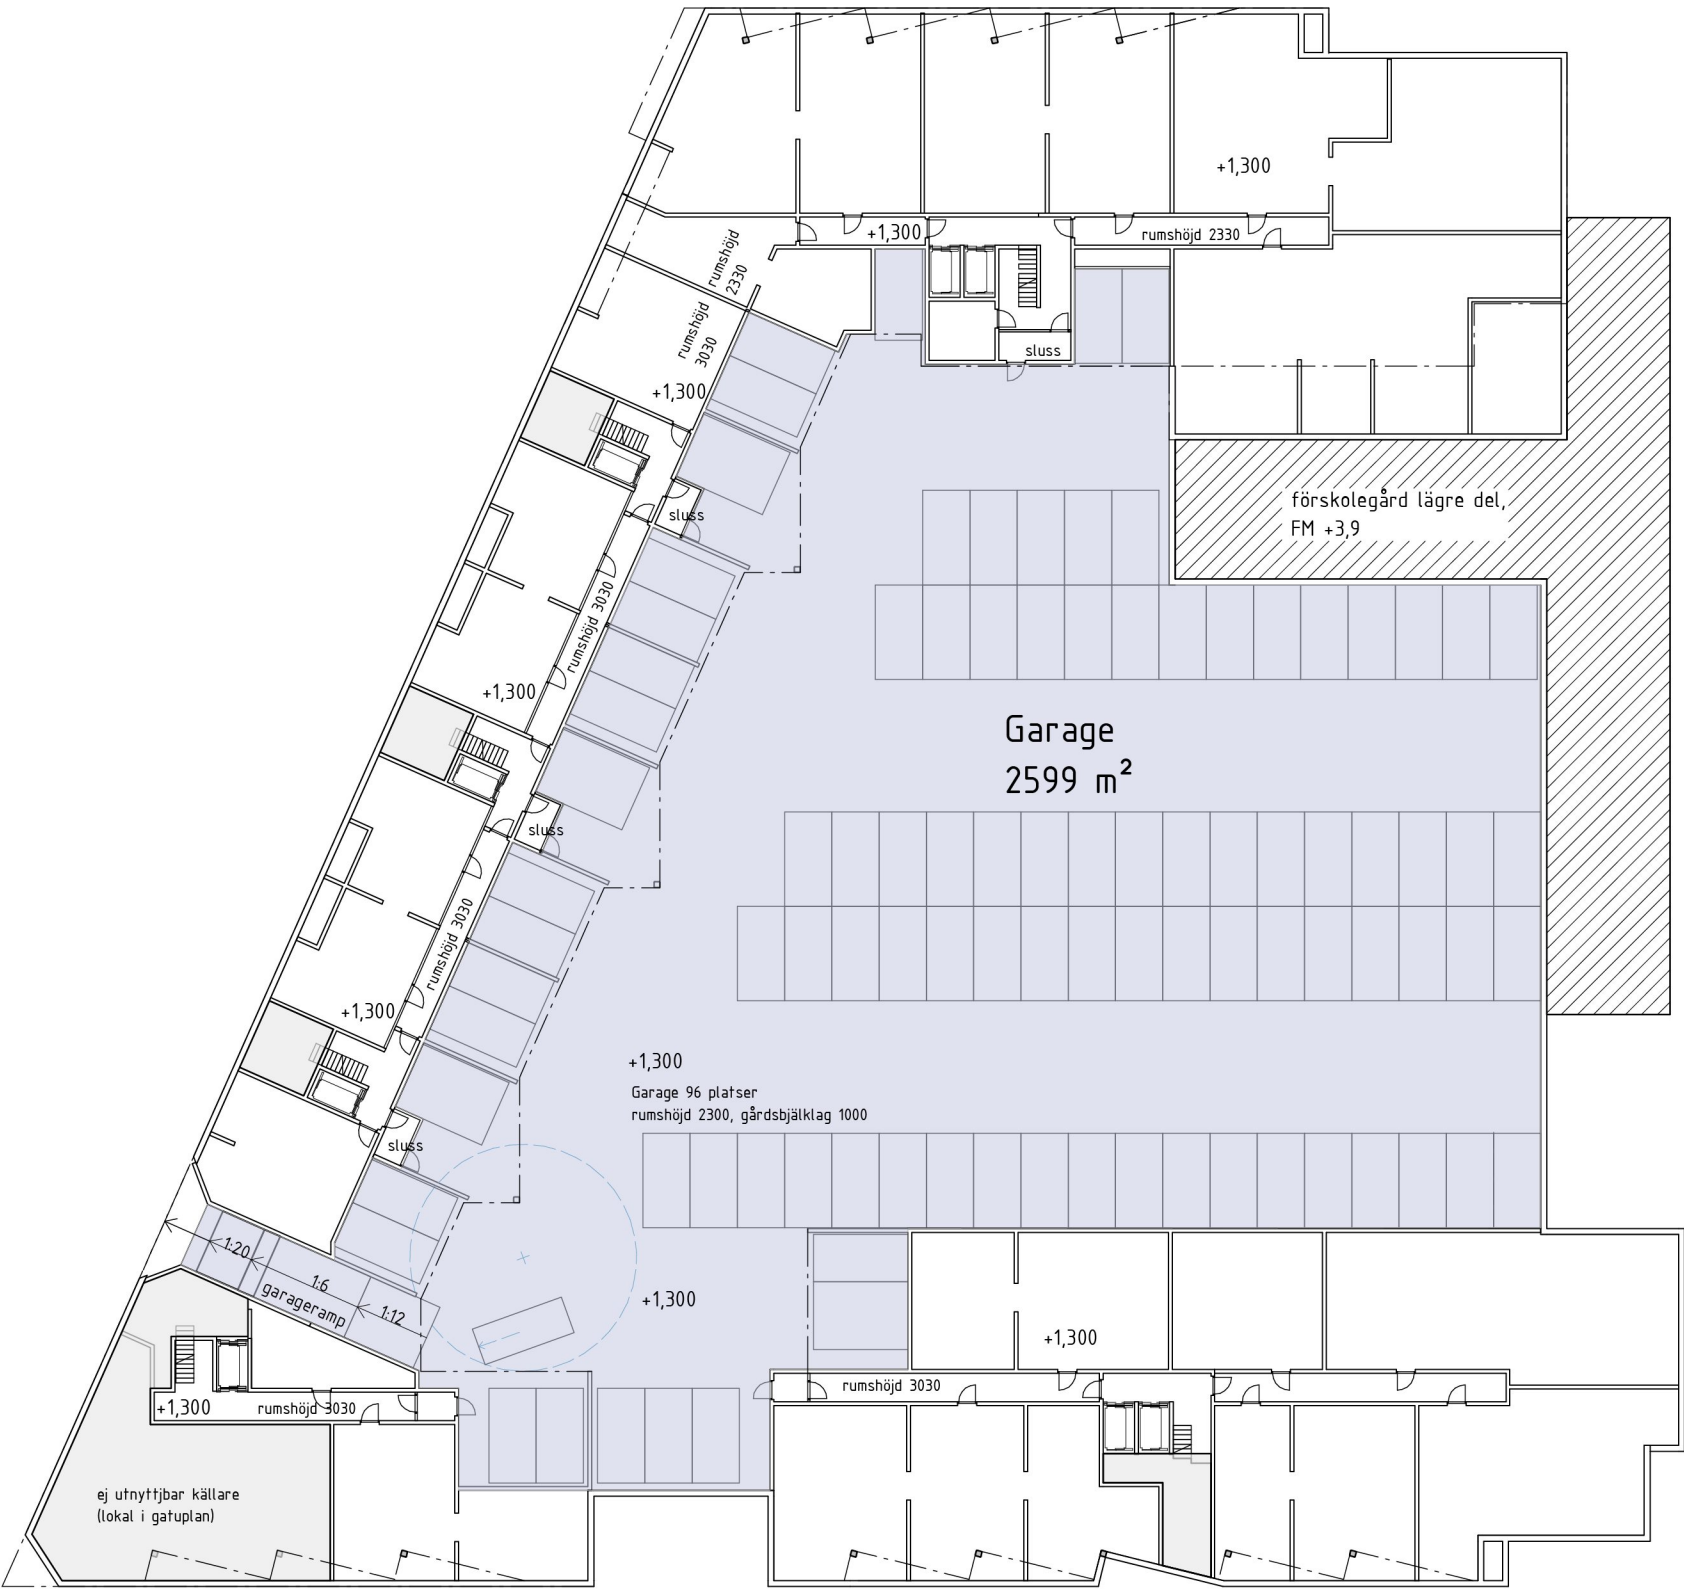 +1,300
+1,300
rumshöjd 2330
rumshöjd
2330
rumshöjd
3030
sluss
+1,300
förskolegård lägre del,
FM +3,9
sluss
rumshöjd 3030
+1,300
Garage
2599 m²
sluss
rumshöjd 3030
+1,300
+1,300
Garage 96 platser
rumshöjd 2300, gårdsbjälklag 1000
sluss
1:20
1:6
1:12
garageramp
+1,300
+1,300
rumshöjd 3030
+1,300
rumshöjd 3030
ej utnyttjbar källare
(lokal i gatuplan)